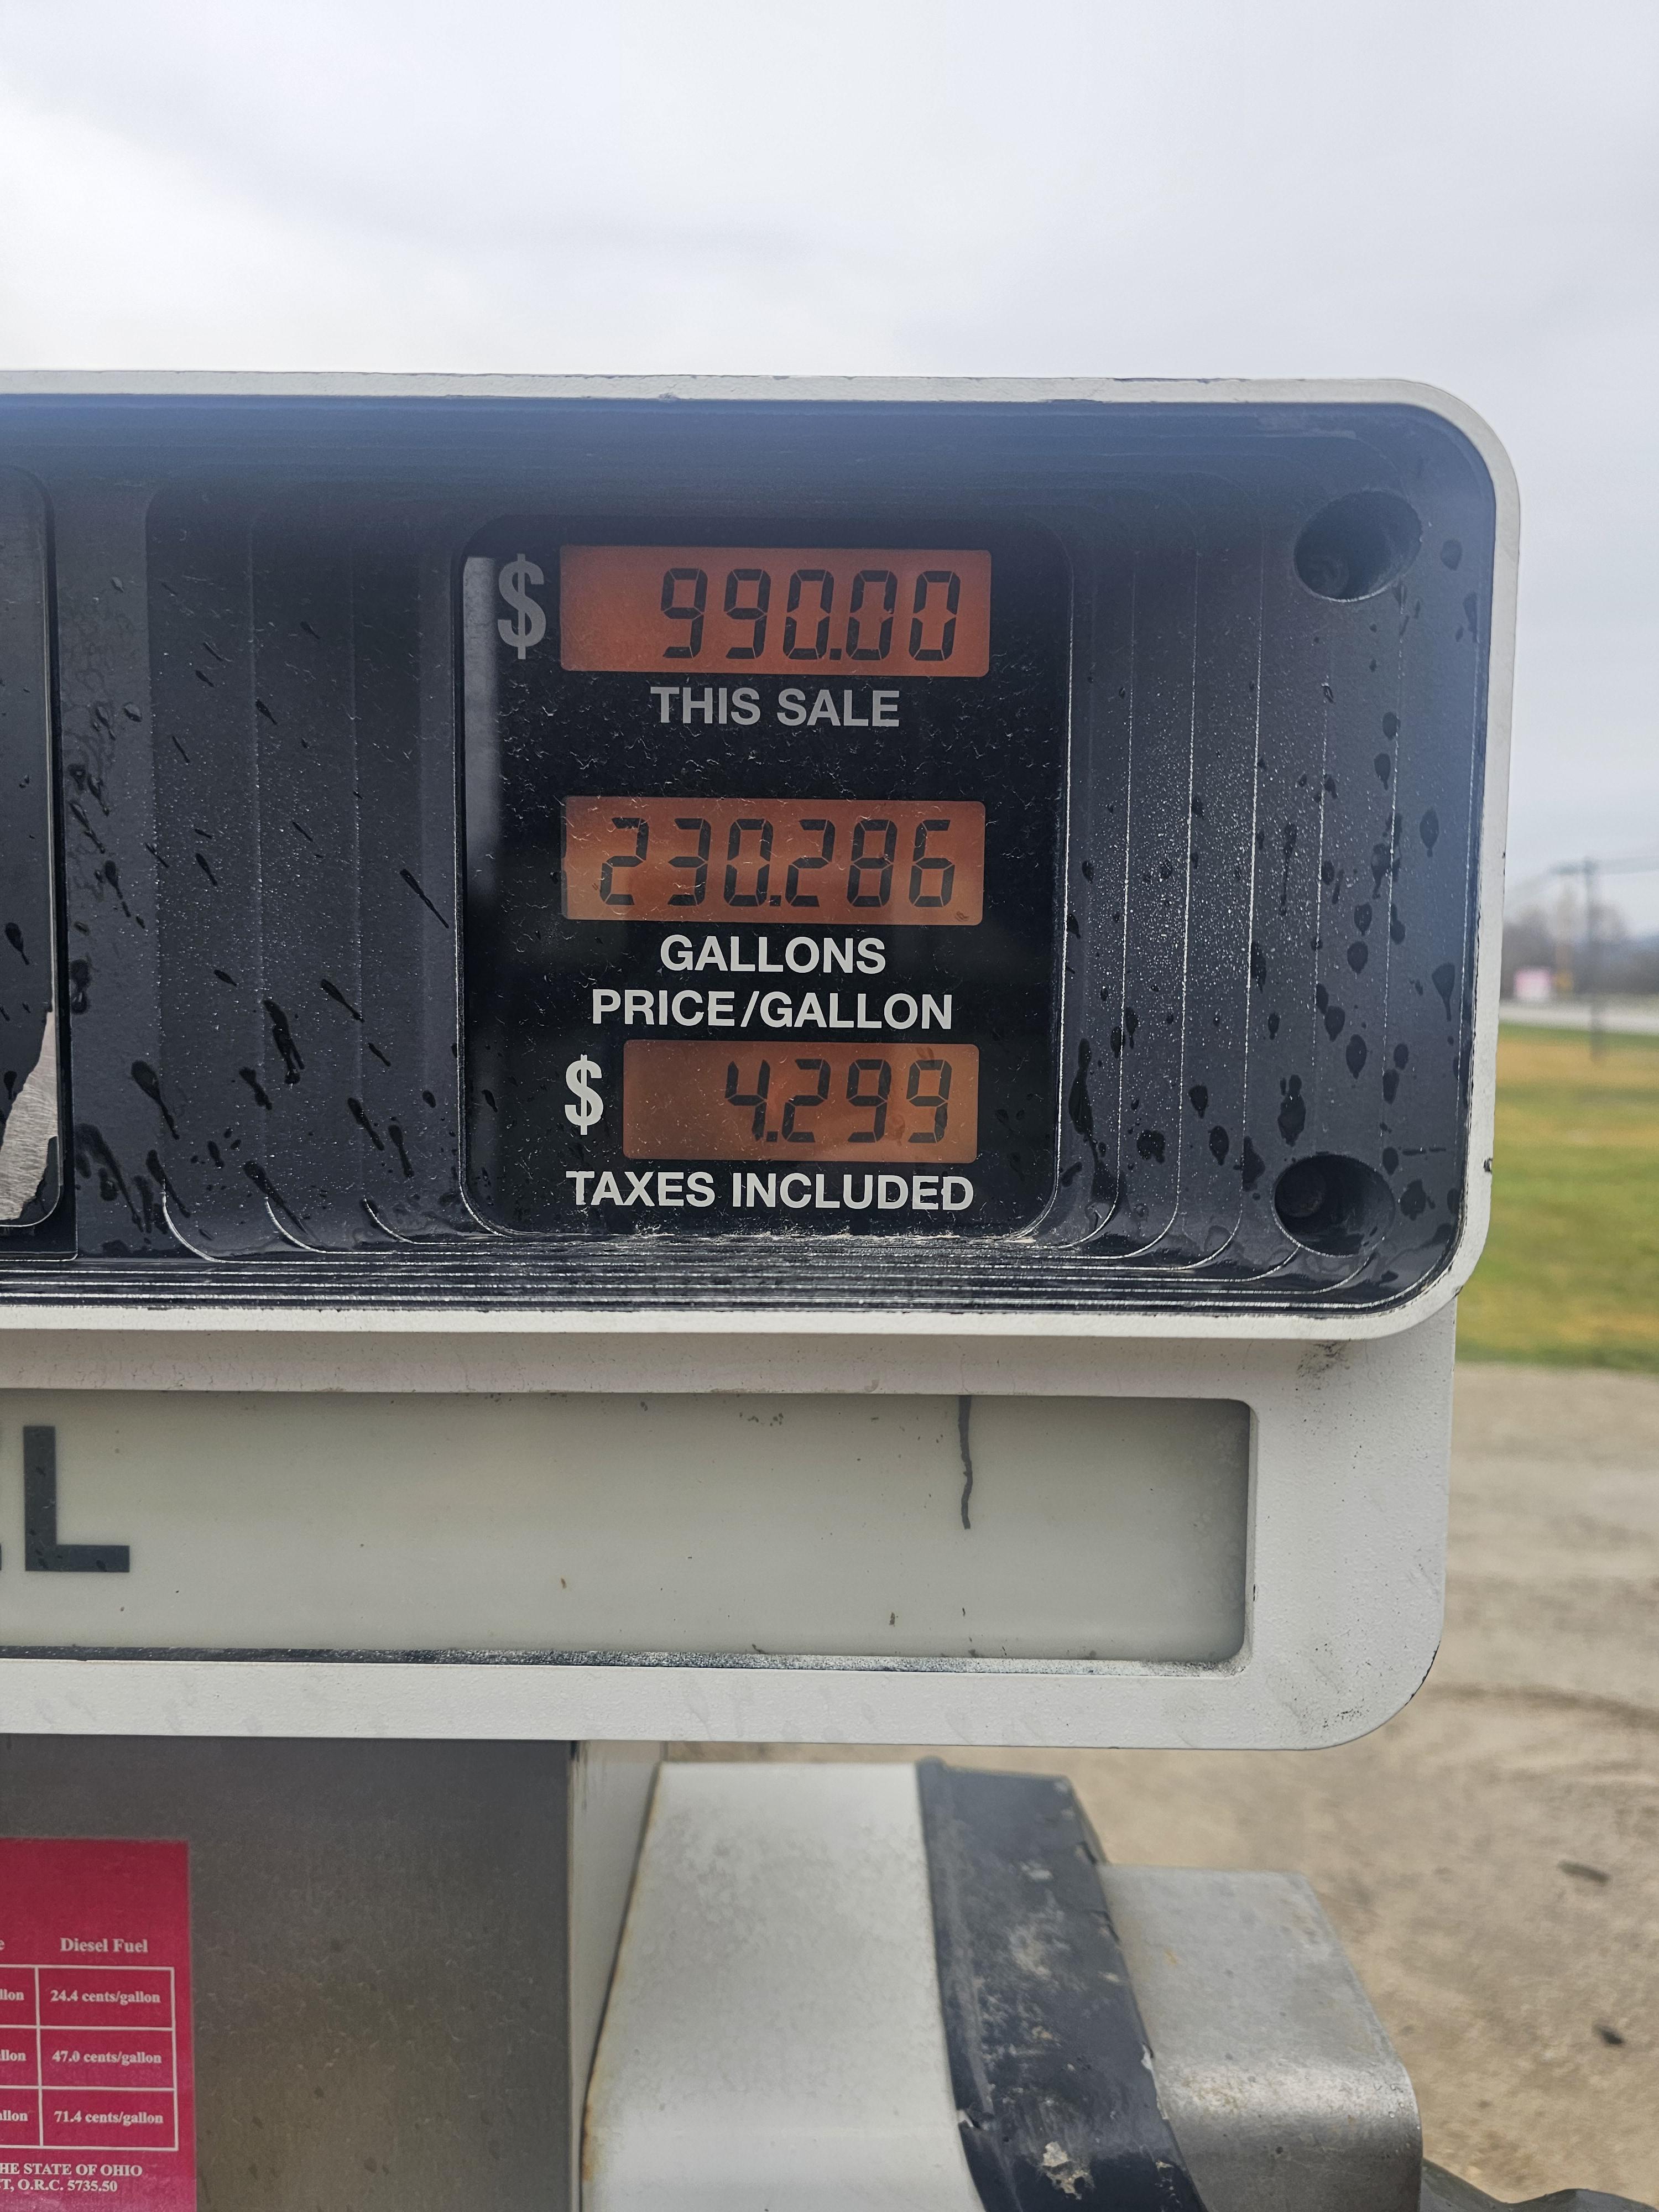 $ 990.00
THIS SALE
230.286
GALLONS
PRICE/GALLON
$ 4.299
TAXES INCLUDED
L
Diesel Fuel
24.4 cents/gallon
47.0 cents/gallon
71.4 cents/gallon
THE STATE OF OHIO
O.R.C. 5735.50